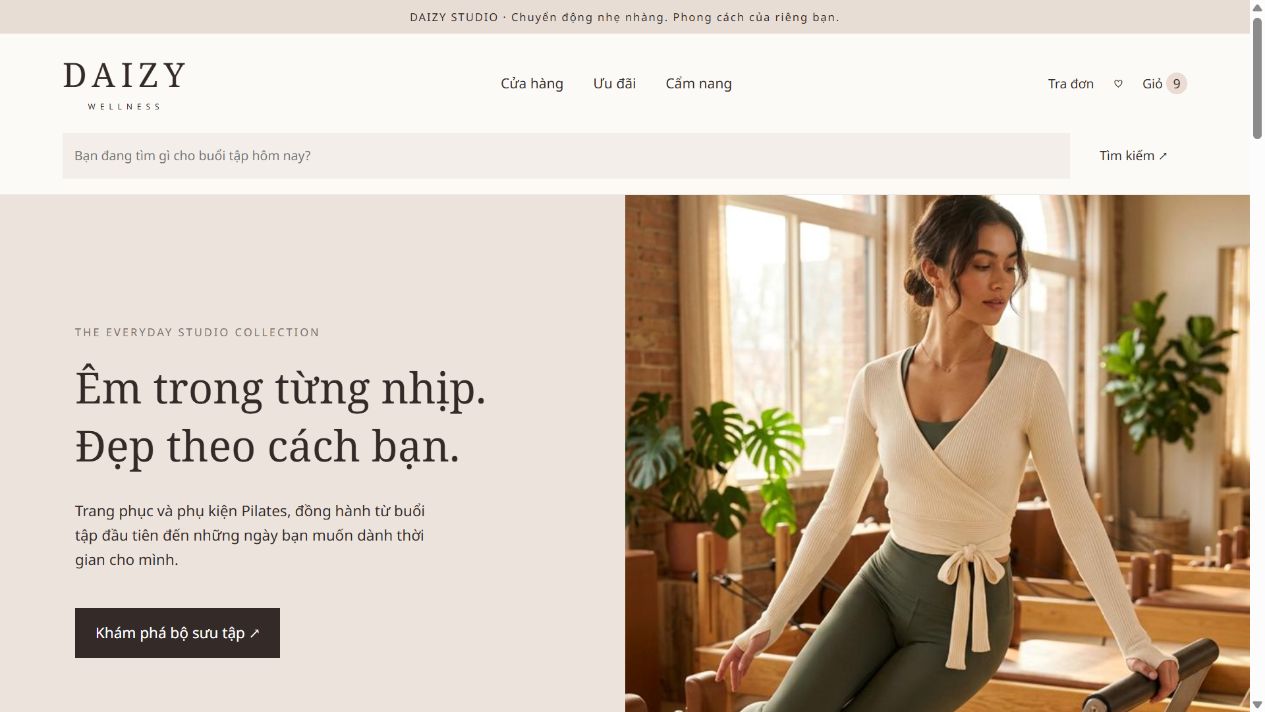 DAIZY STUDIO · Chuyển động nhẹ nhàng. Phong cách của riêng bạn.
DAIZY
WELLNESS
Cửa hàng
Ưu đãi
Cẩm nang
Tra đơn
♡
Giỏ 9
Bạn đang tìm gì cho buổi tập hôm nay?
Tìm kiếm ↗
THE EVERYDAY STUDIO COLLECTION
Êm trong từng nhịp.
Đẹp theo cách bạn.
Trang phục và phụ kiện Pilates, đồng hành từ buổi
tập đầu tiên đến những ngày bạn muốn dành thời
gian cho mình.
Khám phá bộ sưu tập ↗